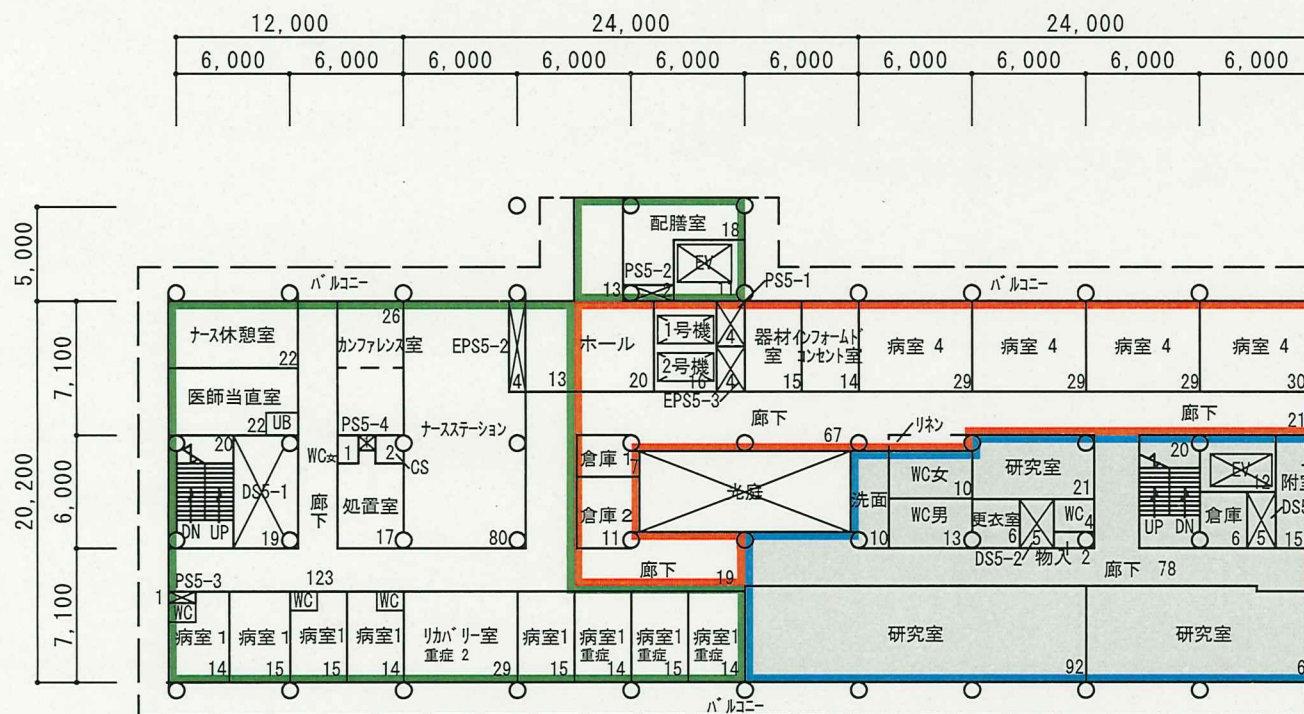 12,000
24,000
24,000
6,000
6,000
6,000
6,000
6,000
6,000
6,000
6,000
6,000
6,000
5,000
20,200
7,100
6,000
7,100
バルコニー
配膳室
18
EV
11
PS5-2
2
13
PS5-1
バルコニー
ナース休憩室
22
医師当直室
22
UB
カンファレンス室
26
EPS5-2
4
13
ホール
20
1号機
2号機
16
4
4
EPS5-3
器材室
15
インフォームドコンセント室
14
病室 4
29
病室 4
29
病室 4
29
病室 4
30
廊下
67
廊下
21
リネン
20
DN
UP
DS5-1
19
廊下
WC女
PS5-4
1
2
CS
処置室
17
ナースステーション
80
倉庫 1
7
倉庫 2
11
光庭
洗面
10
WC女
10
WC男
13
研究室
21
更衣室
6
5
DS5-2
WC
4
物入 2
20
UP
DN
EV
12
倉庫
6
5
附室
DS5
15
廊下
19
廊下 78
PS5-3
1
WC
123
WC
WC
病室 1
14
病室 1
15
病室1
15
病室1
14
リカバリー室
重症 2
29
病室1
15
病室1
重症
14
病室1
重症
15
病室1
重症
14
研究室
92
研究室
6
バルコニー